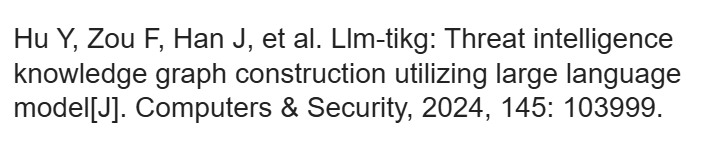 Hu Y, Zou F, Han J, et al. Llm-tikg: Threat intelligence
knowledge graph construction utilizing large language
model[J]. Computers & Security, 2024, 145: 103999.